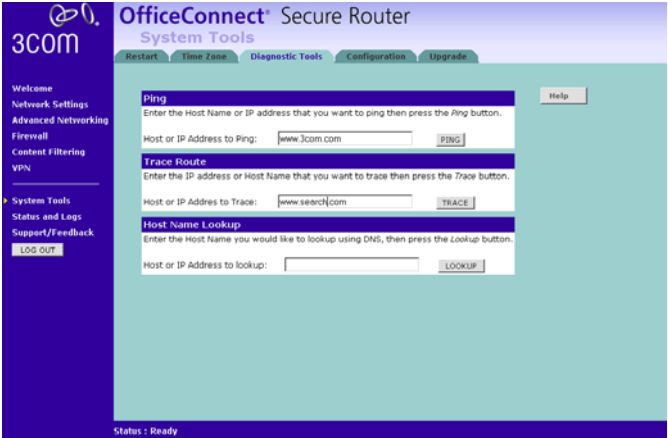 3COM
OfficeConnect® Secure Router
System Tools
Restart
Time Zone
Diagnostic Tools
Configuration
Upgrade
Welcome
Network Settings
Advanced Networking
Firewall
Content Filtering
VPN
System Tools
Status and Logs
Support/Feedback
LOG OUT
Ping
Enter the Host Name or IP address that you want to ping then press the Ping button.
Host or IP Address to Ping: www.3com.com PING
Trace Route
Enter the IP address or Host Name that you want to trace then press the Trace button.
Host or IP Addres to Trace: www.search.com TRACE
Host Name Lookup
Enter the Host Name you would like to lookup using DNS, then press the Lookup button.
Host or IP Address to lookup: LOOKUP
Help
Status : Ready